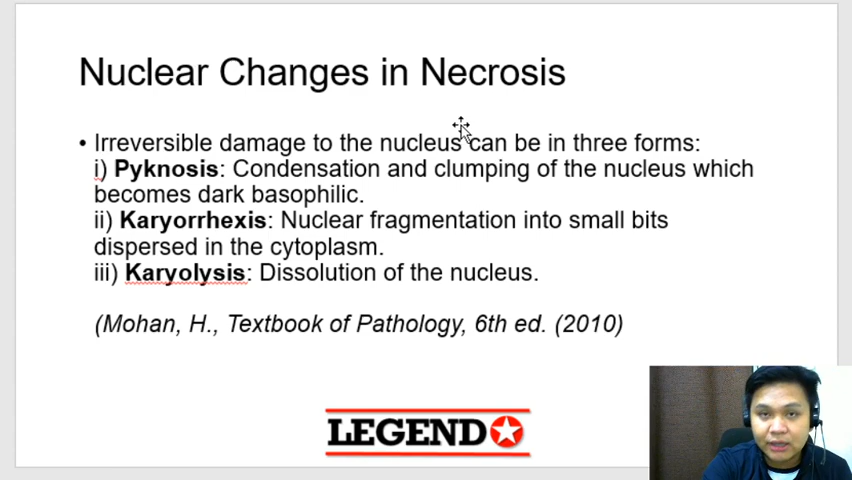 Nuclear Changes in Necrosis
• Irreversible damage to the nucleus can be in three forms:
i) Pyknosis: Condensation and clumping of the nucleus which
becomes dark basophilic.
ii) Karyorrhexis: Nuclear fragmentation into small bits
dispersed in the cytoplasm.
iii) Karyolysis: Dissolution of the nucleus.
(Mohan, H., Textbook of Pathology, 6th ed. (2010)
LEGEND